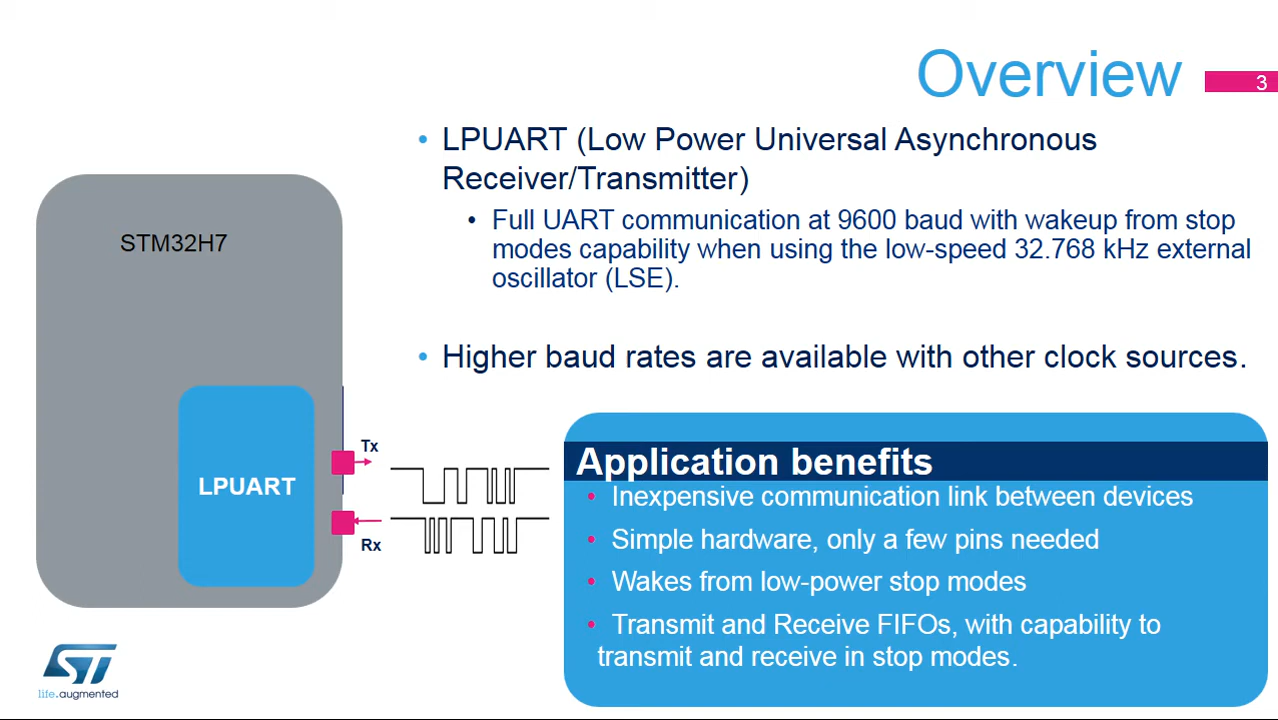 Overview
3
• LPUART (Low Power Universal Asynchronous
Receiver/Transmitter)
• Full UART communication at 9600 baud with wakeup from stop
modes capability when using the low-speed 32.768 kHz external
oscillator (LSE).
• Higher baud rates are available with other clock sources.
STM32H7
LPUART
Tx
Rx
Application benefits
• Inexpensive communication link between devices
• Simple hardware, only a few pins needed
• Wakes from low-power stop modes
• Transmit and Receive FIFOs, with capability to
transmit and receive in stop modes.
ST
life.augmented